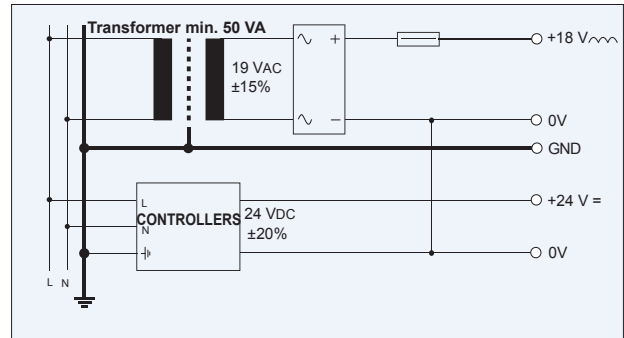 Transformer min. 50 VA
+ +18 V
19 VAC
±15%
− 0V
GND
L +24 V =
CONTROLLERS 24 VDC
N ±20%
0V
L N